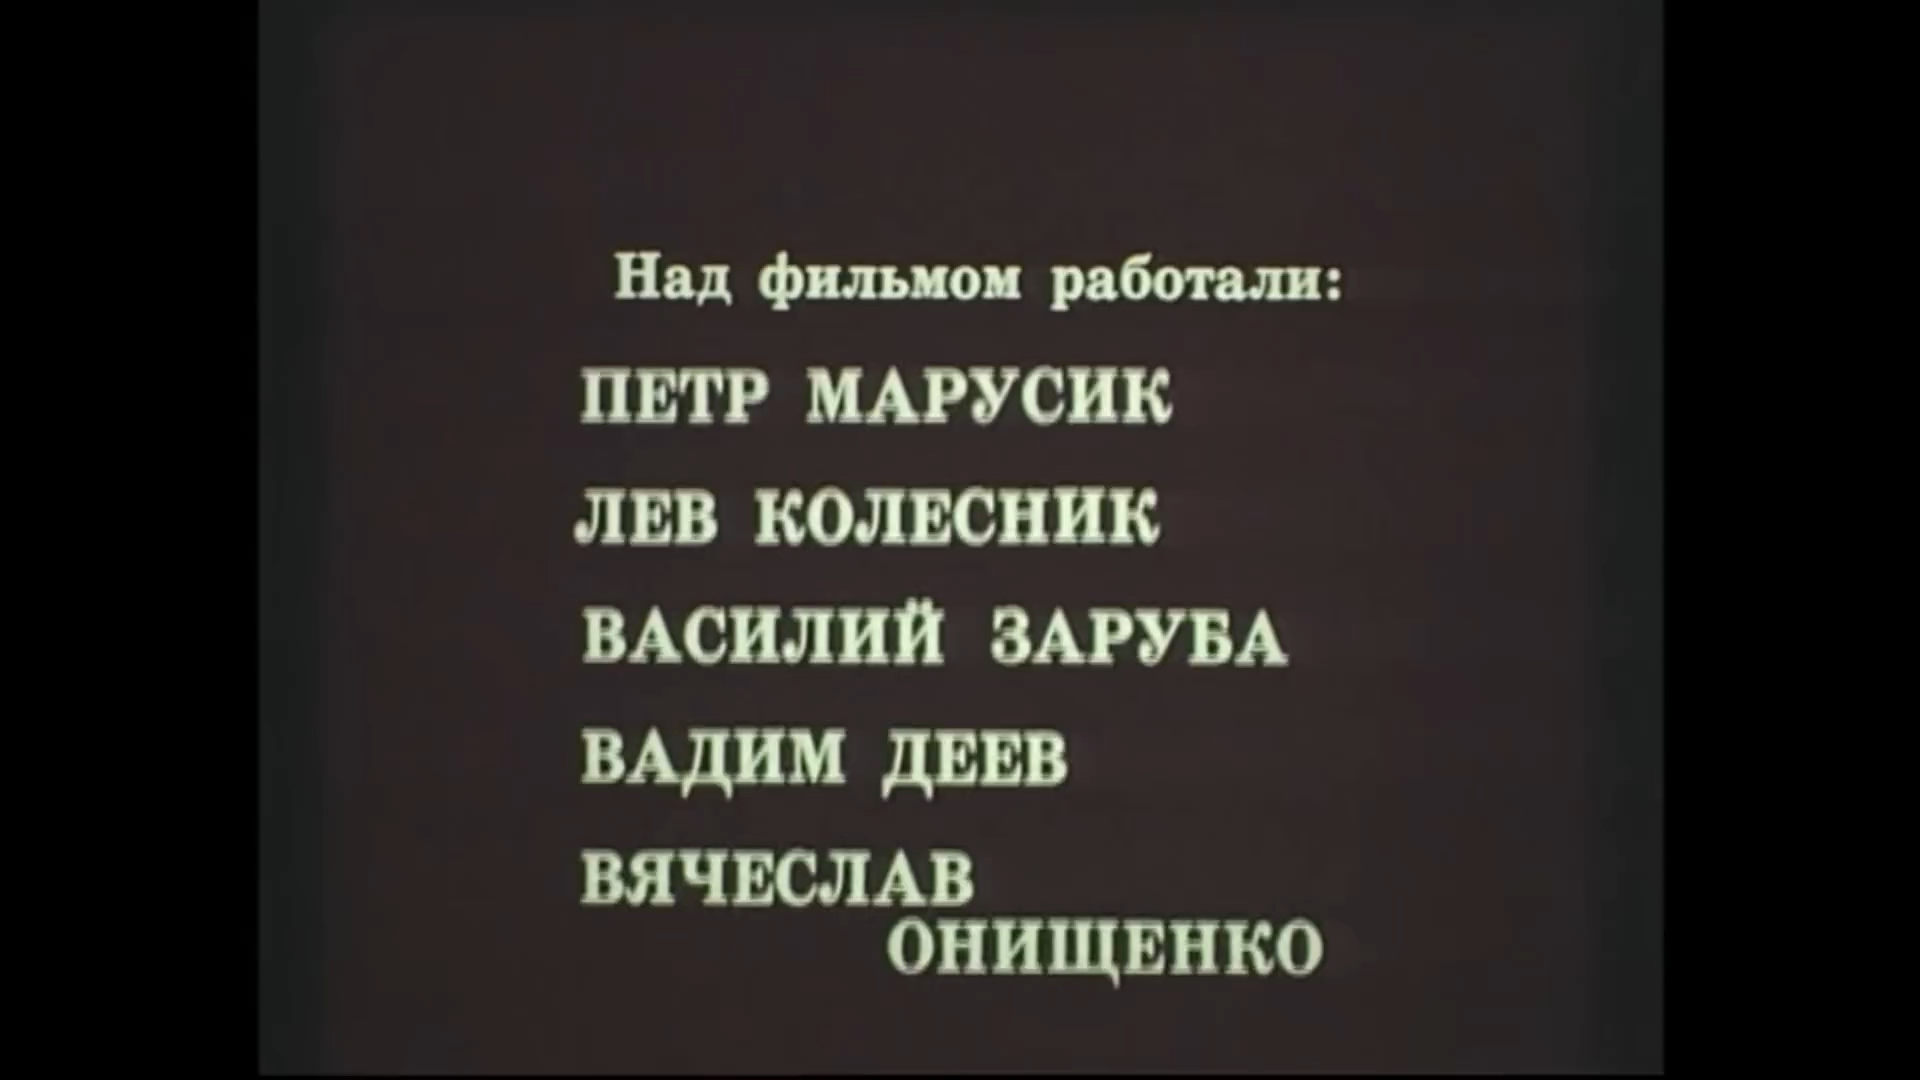 Над фильмом работали:
ПЕТР МАРУСИК
ЛЕВ КОЛЕСНИК
ВАСИЛИЙ ЗАРУБА
ВАДИМ ДЕЕВ
ВЯЧЕСЛАВ
ОНИЩЕНКО